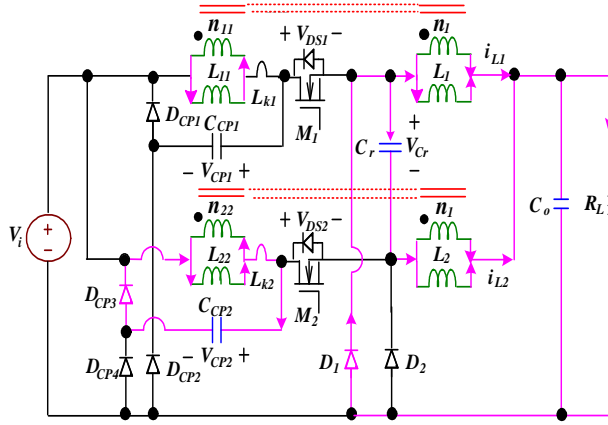 n11 + VDS1 - n1
iL1
L11 L1
Lk1
DCP1 CCP1 M1 +
Cr VCr
- VCP1 + -
n22 + VDS2 - n1
Co RL
Vi + -
L22 L2
Lk2 iL2
DCP3 CCP2 M2
- VCP2 + D1 D2
DCP4 DCP2